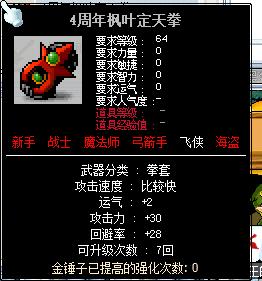 4周年枫叶定天拳
要求等级: 64
要求力量: 0
要求敏捷: 0
要求智力: 0
要求运气: 0
要求人气度: -
道具等级: -
道具经验值: -
新手 战士 魔法师 弓箭手 飞侠 海盗
武器分类: 拳套
攻击速度: 比较快
运气: +2
攻击力: +30
回避率: +28
可升级次数: 7回
金锤子已提高的强化次数: 0